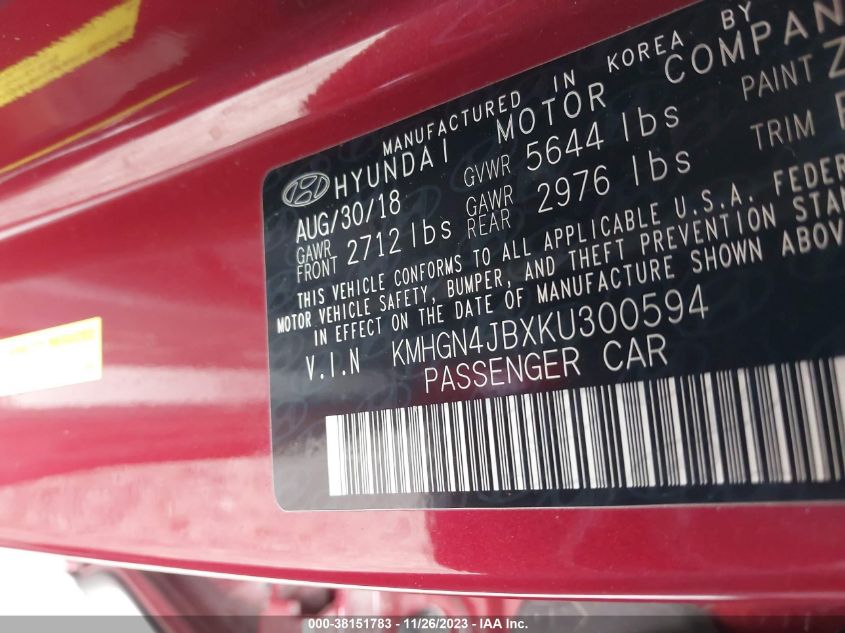 MANUFACTURED IN KOREA BY
HYUNDAI MOTOR COMPAN
AUG/30/18 GVWR 5644 lbs PAINT Z
GAWR FRONT 2712 lbs GAWR REAR 2976 lbs TRIM
THIS VEHICLE CONFORMS TO ALL APPLICABLE U.S.A. FEDER
MOTOR VEHICLE SAFETY, BUMPER, AND THEFT PREVENTION STAN
IN EFFECT ON THE DATE OF MANUFACTURE SHOWN ABOV
V.I.N KMHGN4JBXKU300594
PASSENGER CAR
000-38151783 - 11/26/2023 - IAA Inc.